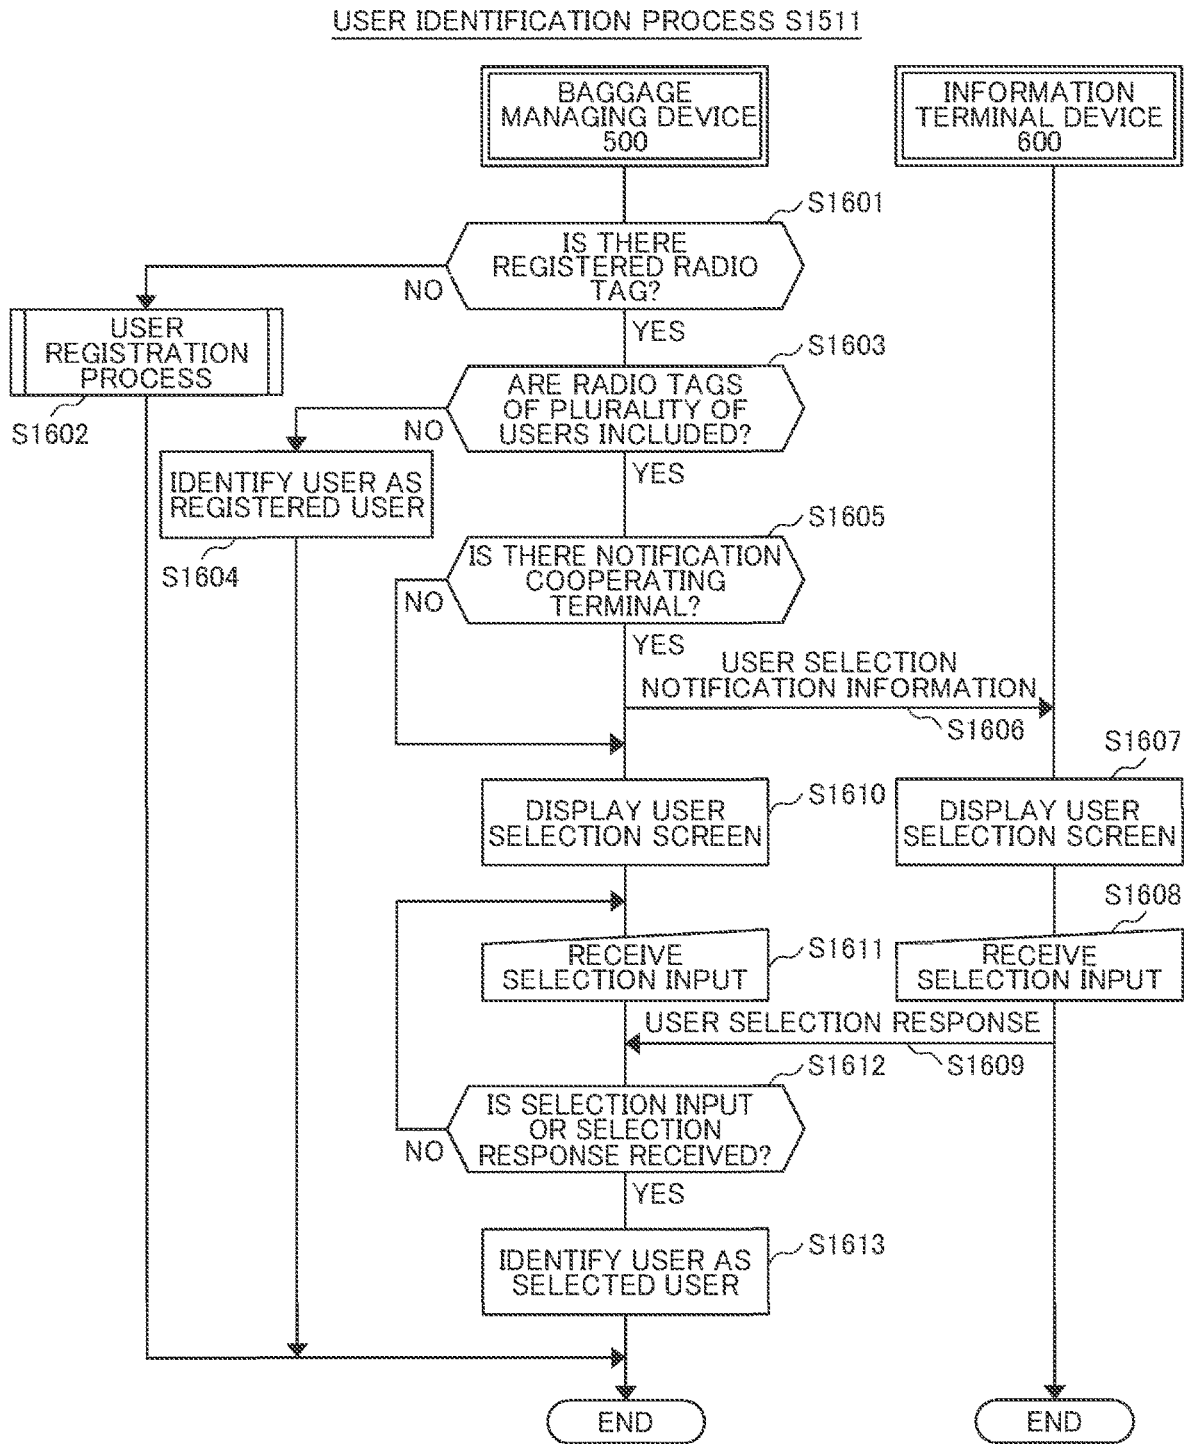 USER IDENTIFICATION PROCESS S1511
BAGGAGE
MANAGING DEVICE
500
INFORMATION
TERMINAL DEVICE
600
S1601
IS THERE
REGISTERED RADIO
TAG?
NO
YES
USER
REGISTRATION
PROCESS
S1602
S1603
ARE RADIO TAGS
OF PLURALITY OF
USERS INCLUDED?
NO
YES
IDENTIFY USER AS
REGISTERED USER
S1604
S1605
IS THERE NOTIFICATION
COOPERATING
TERMINAL?
NO
YES
USER SELECTION
NOTIFICATION INFORMATION
S1606
S1607
DISPLAY USER
SELECTION SCREEN
S1610
DISPLAY USER
SELECTION SCREEN
S1608
RECEIVE
SELECTION INPUT
S1611
RECEIVE
SELECTION INPUT
USER SELECTION RESPONSE
S1609
S1612
IS SELECTION INPUT
OR SELECTION
RESPONSE RECEIVED?
NO
YES
IDENTIFY USER AS
SELECTED USER
S1613
END
END